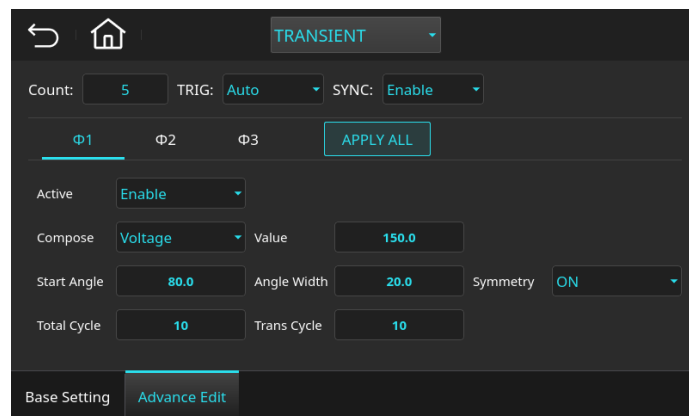 TRANSIENT
Count: 5 TRIG: Auto SYNC: Enable
Φ1 Φ2 Φ3 APPLY ALL
Active Enable
Compose Voltage Value 150.0
Start Angle 80.0 Angle Width 20.0 Symmetry ON
Total Cycle 10 Trans Cycle 10
Base Setting Advance Edit